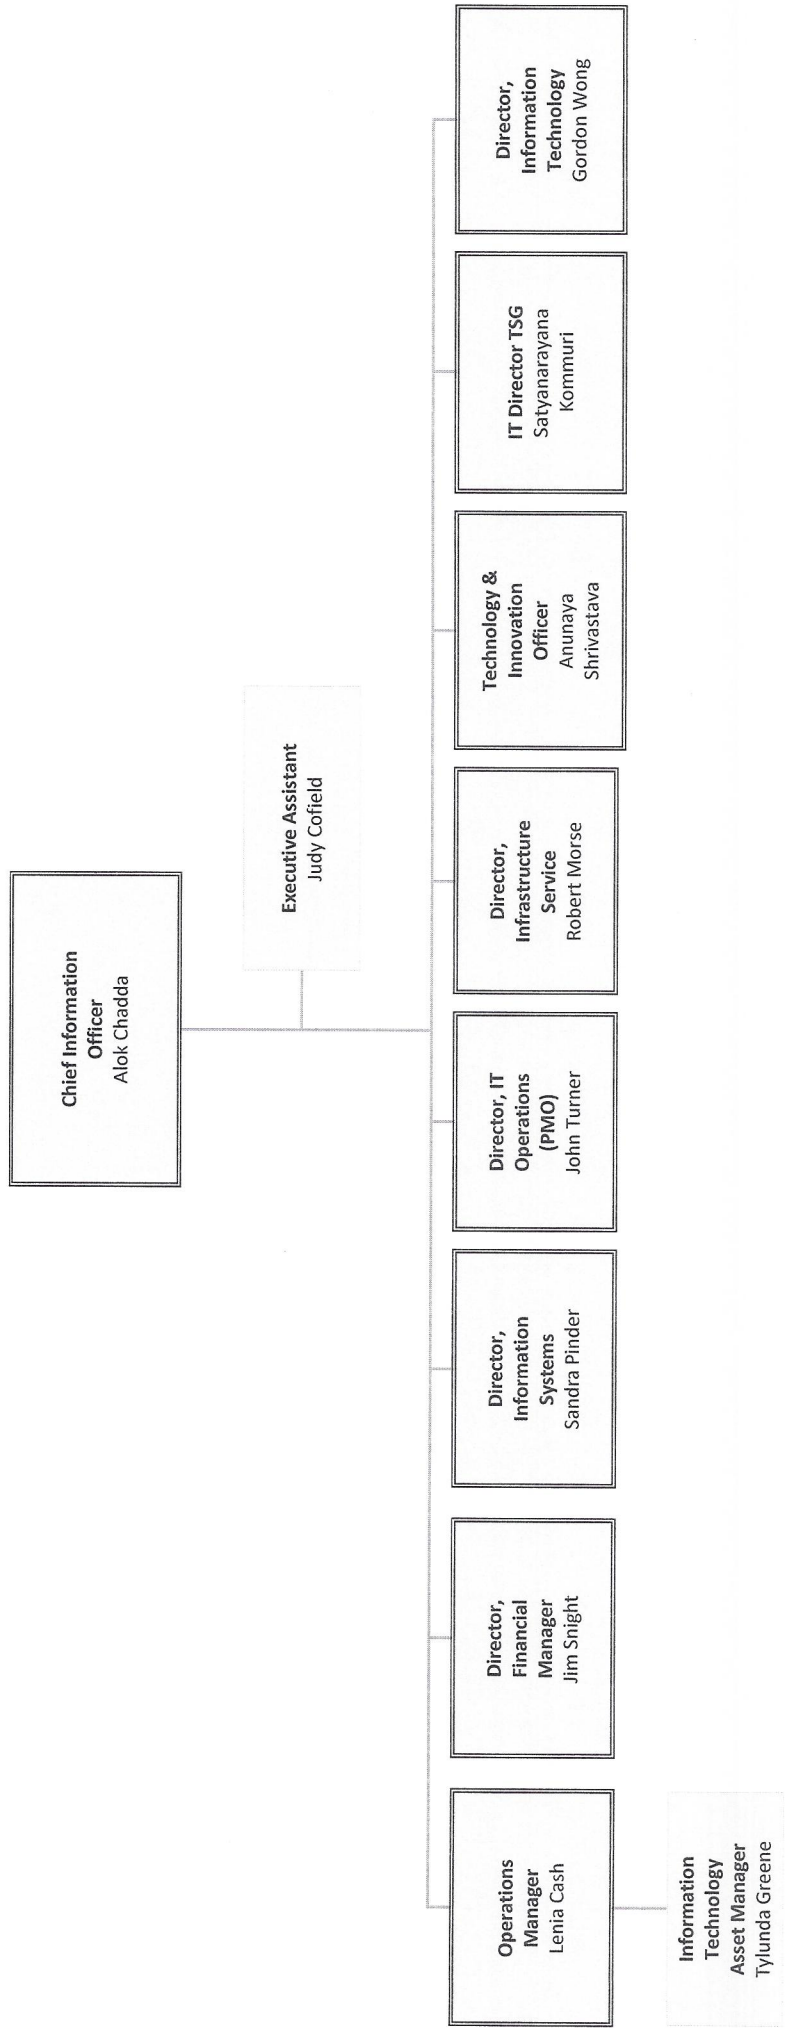 Chief Information
Officer
Alok Chadda
Executive Assistant
Judy Cofield
Operations
Manager
Lenia Cash
Director,
Financial
Manager
Jim Snight
Director,
Information
Systems
Sandra Pinder
Director, IT
Operations
(PMO)
John Turner
Director,
Infrastructure
Service
Robert Morse
Technology &
Innovation
Officer
Anunaya
Shrivastava
IT Director TSG
Satyanarayana
Kommuri
Director,
Information
Technology
Gordon Wong
Information
Technology
Asset Manager
Tylunda Greene